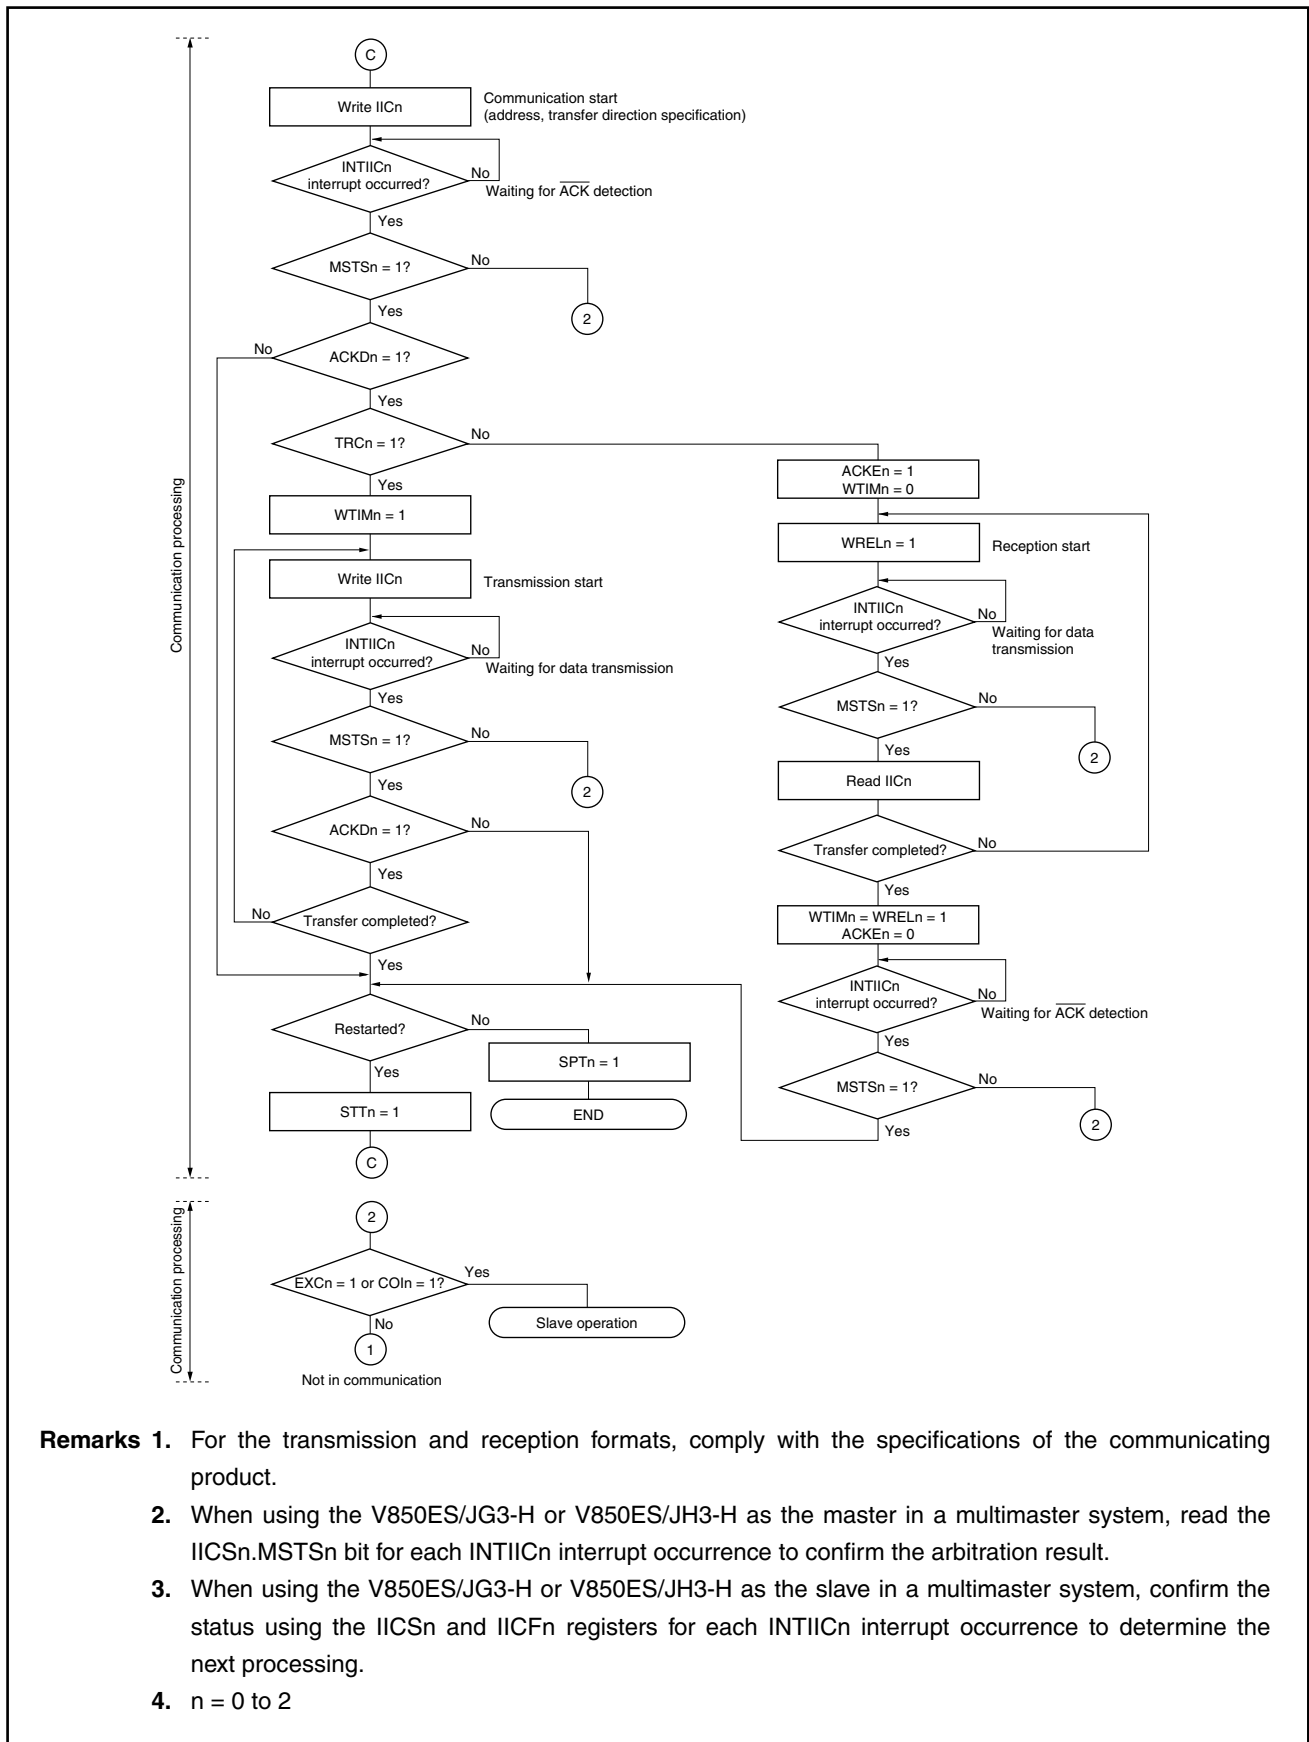 C
Write IICn
Communication start
(address, transfer direction specification)
INTIICn
interrupt occurred?
No
Waiting for ACK detection
Yes
MSTSn = 1?
No
2
Yes
ACKDn = 1?
No
Yes
TRCn = 1?
No
Yes
WTIMn = 1
Write IICn
Transmission start
INTIICn
interrupt occurred?
No
Waiting for data transmission
Yes
MSTSn = 1?
No
2
Yes
ACKDn = 1?
No
Yes
Transfer completed?
No
Yes
Restarted?
No
SPTn = 1
END
Yes
STTn = 1
C
ACKEn = 1
WTIMn = 0
WRELn = 1
Reception start
INTIICn
interrupt occurred?
No
Waiting for data
transmission
Yes
MSTSn = 1?
No
2
Yes
Read IICn
Transfer completed?
No
Yes
WTIMn = WRELn = 1
ACKEn = 0
INTIICn
interrupt occurred?
No
Waiting for ACK detection
Yes
MSTSn = 1?
No
2
Yes
Communication processing
2
EXCn = 1 or COIn = 1?
Yes
Slave operation
No
1
Not in communication
Communication processing
Remarks 1. For the transmission and reception formats, comply with the specifications of the communicating
product.
2. When using the V850ES/JG3-H or V850ES/JH3-H as the master in a multimaster system, read the
IICSn.MSTSn bit for each INTIICn interrupt occurrence to confirm the arbitration result.
3. When using the V850ES/JG3-H or V850ES/JH3-H as the slave in a multimaster system, confirm the
status using the IICSn and IICFn registers for each INTIICn interrupt occurrence to determine the
next processing.
4. n = 0 to 2